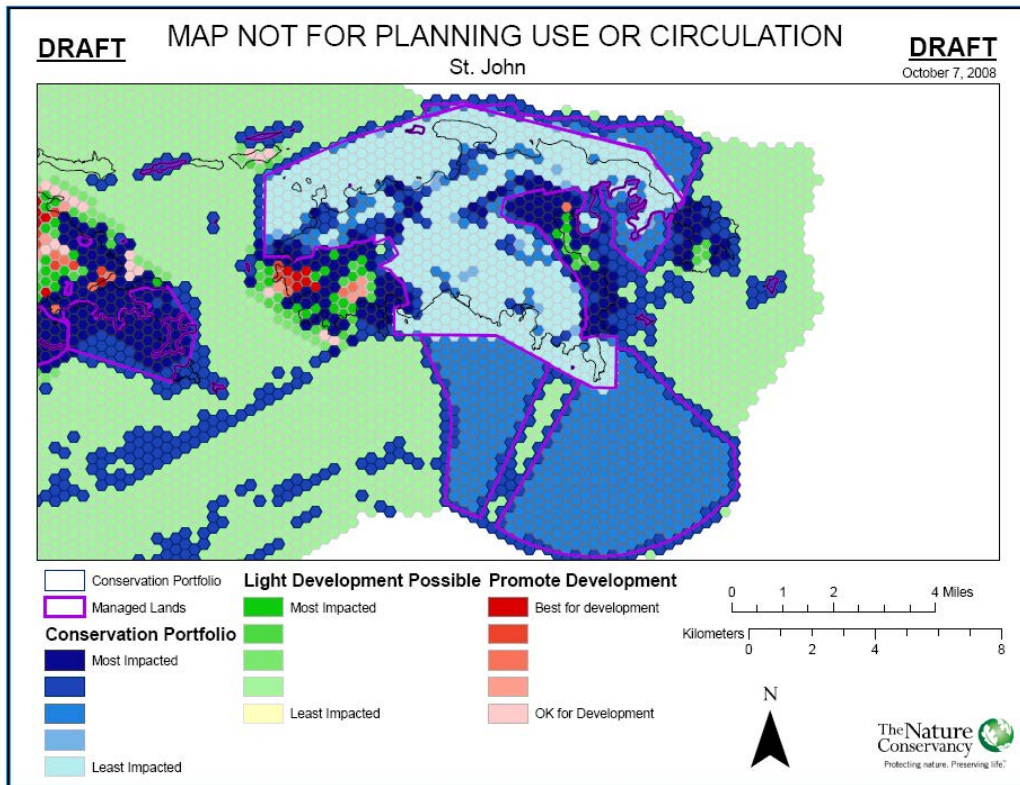 DRAFT
MAP NOT FOR PLANNING USE OR CIRCULATION
St. John
DRAFT
October 7, 2008
Conservation Portfolio
Managed Lands
Conservation Portfolio
Most Impacted
Least Impacted
Light Development Possible
Most Impacted
Least Impacted
Promote Development
Best for development
OK for Development
0 1 2 4 Miles
Kilometers
0 2 4 8
N
The Nature
Conservancy
Protecting nature. Preserving life.™